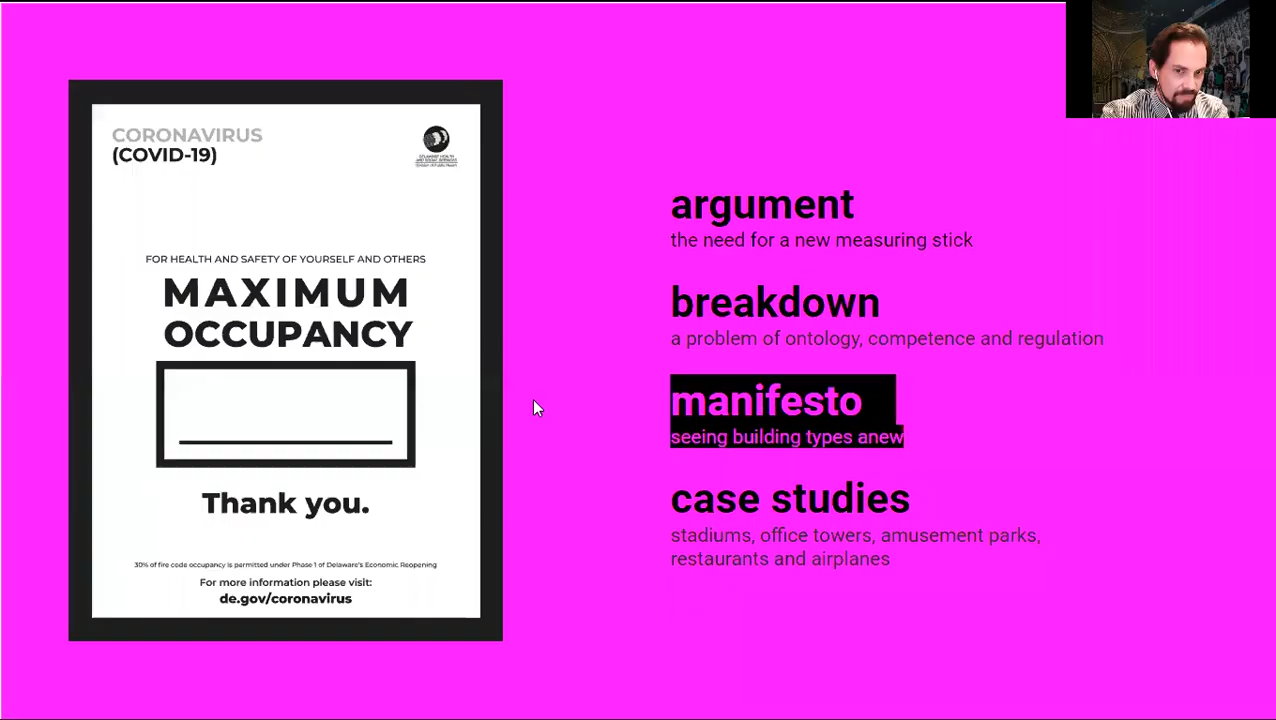 CORONAVIRUS
(COVID-19)
FOR HEALTH AND SAFETY OF YOURSELF AND OTHERS
MAXIMUM
OCCUPANCY
Thank you.
30% of fire code occupancy is permitted under Phase 1 of Delaware's Economic Reopening
For more information please visit:
de.gov/coronavirus
argument
the need for a new measuring stick
breakdown
a problem of ontology, competence and regulation
manifesto
seeing building types anew
case studies
stadiums, office towers, amusement parks,
restaurants and airplanes